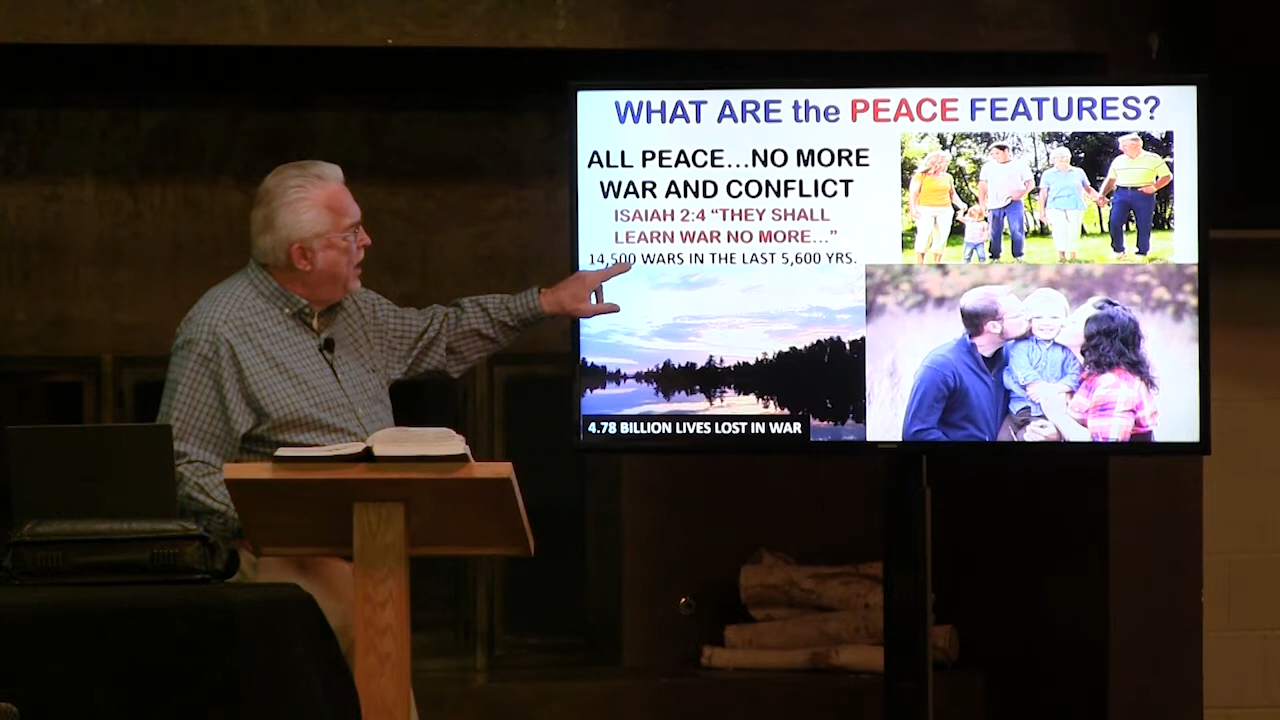 WHAT ARE the PEACE FEATURES?
ALL PEACE...NO MORE
WAR AND CONFLICT
ISAIAH 2:4 “THEY SHALL
LEARN WAR NO MORE...”
14,500 WARS IN THE LAST 5,600 YRS.
4.78 BILLION LIVES LOST IN WAR